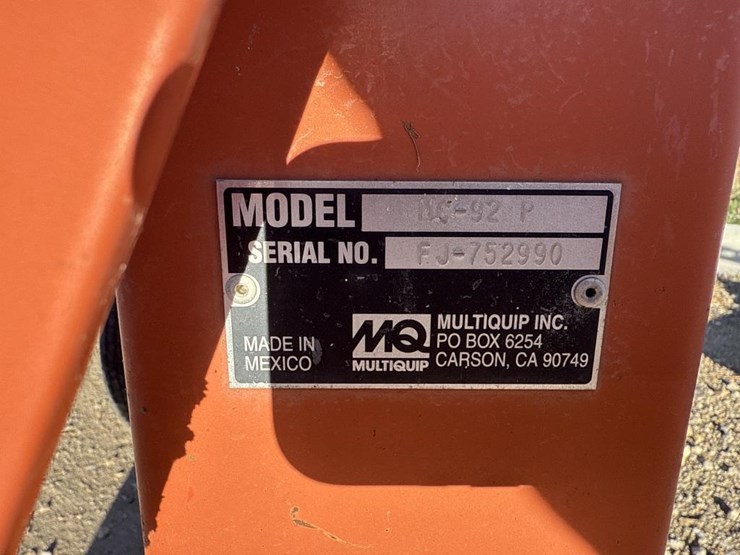 MODEL MC-92 P
SERIAL NO. FJ-752990
MADE IN
MEXICO
MQ
MULTIQUIP
MULTIQUIP INC.
PO BOX 6254
CARSON, CA 90749